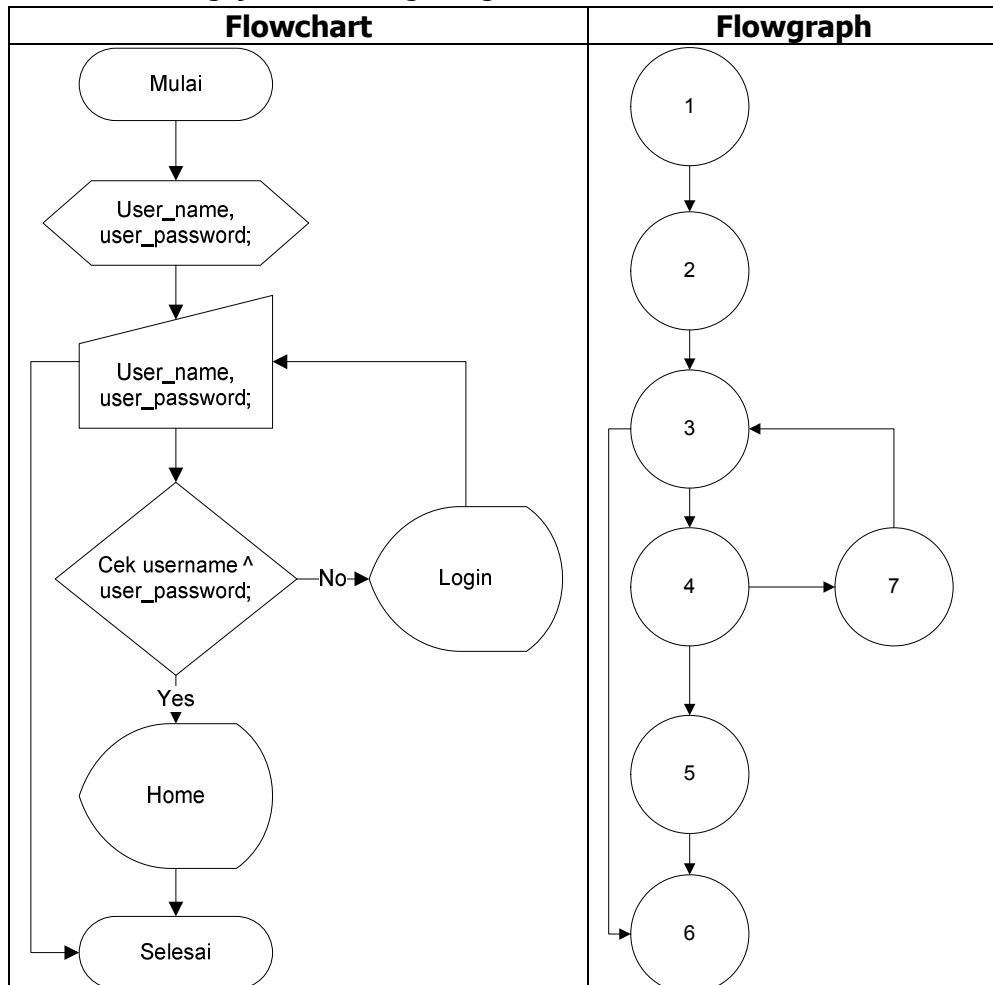 Flowchart
Flowgraph
Mulai
User_name,
user_password;
User_name,
user_password;
Cek username ^
user_password;
No
Login
Yes
Home
Selesai
1
2
3
4
7
5
6